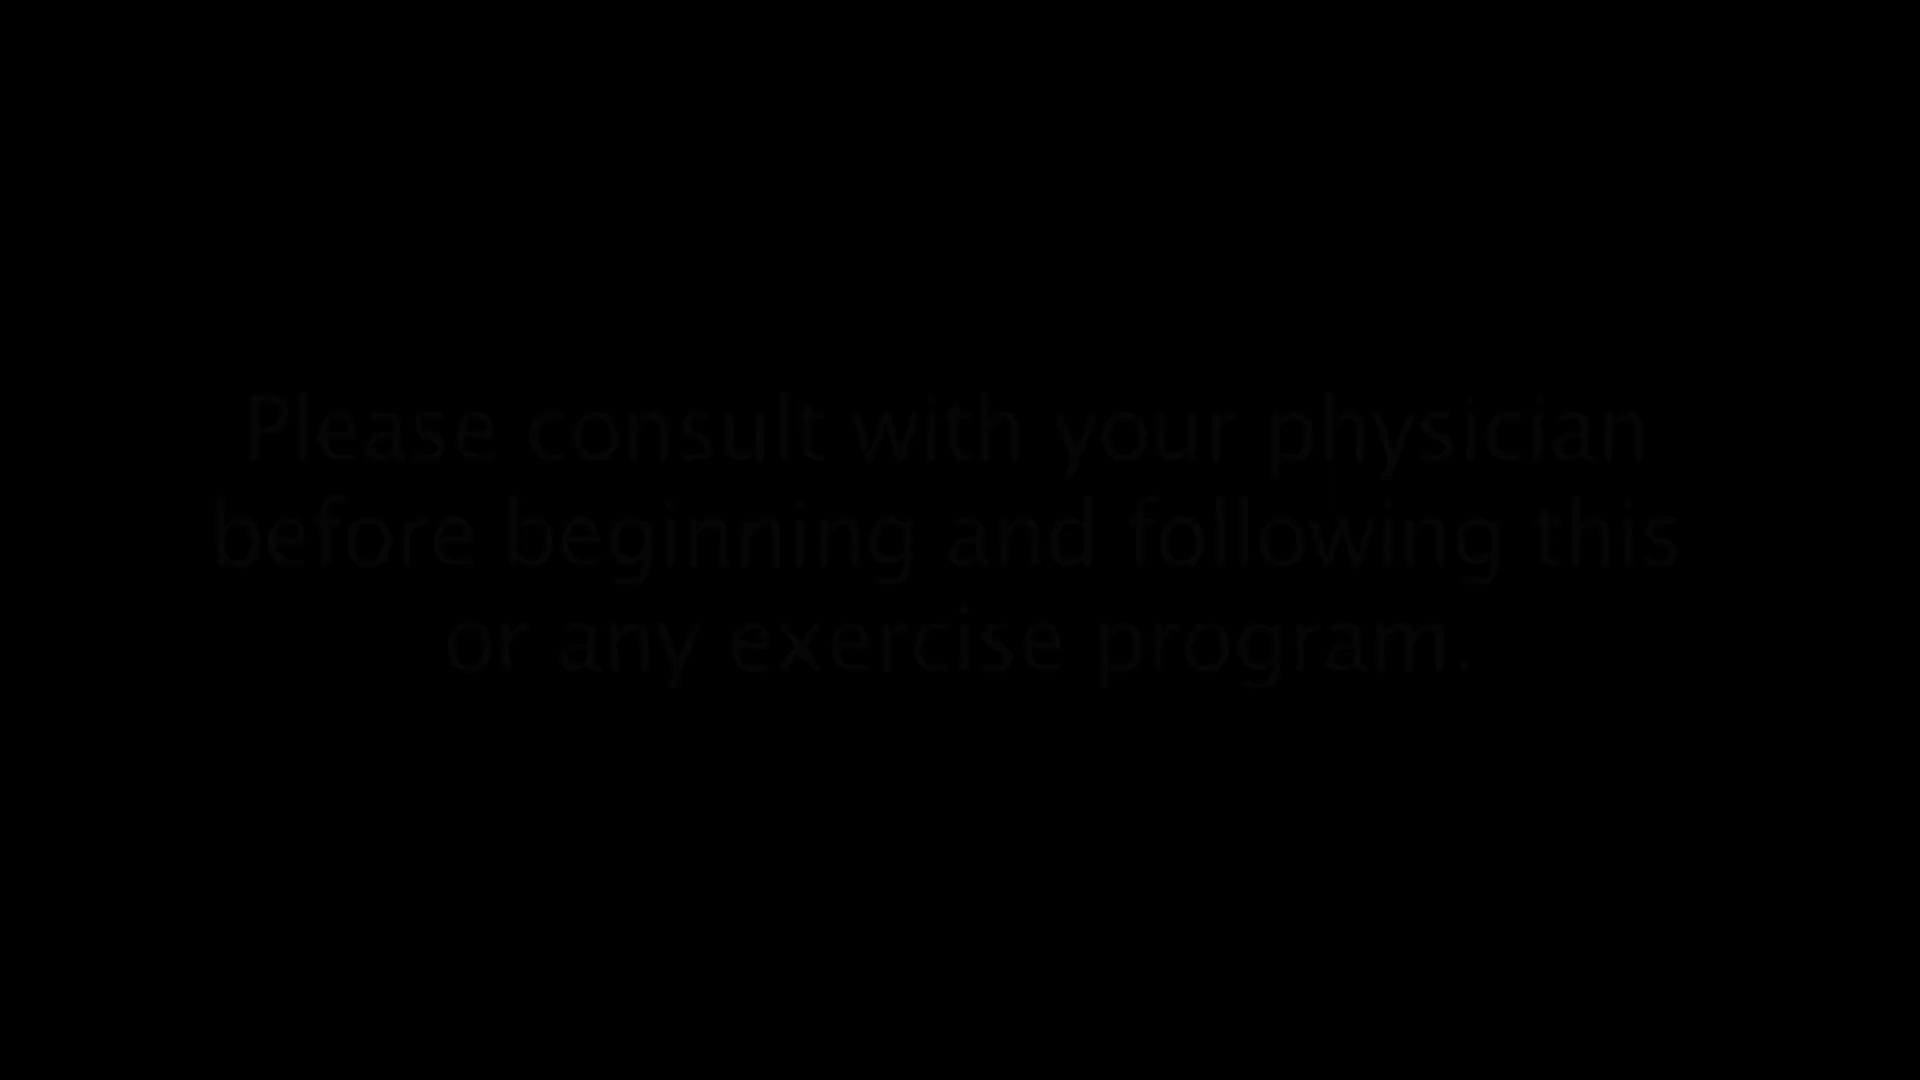 Please consult with your physician
before beginning and following this
or any exercise program.